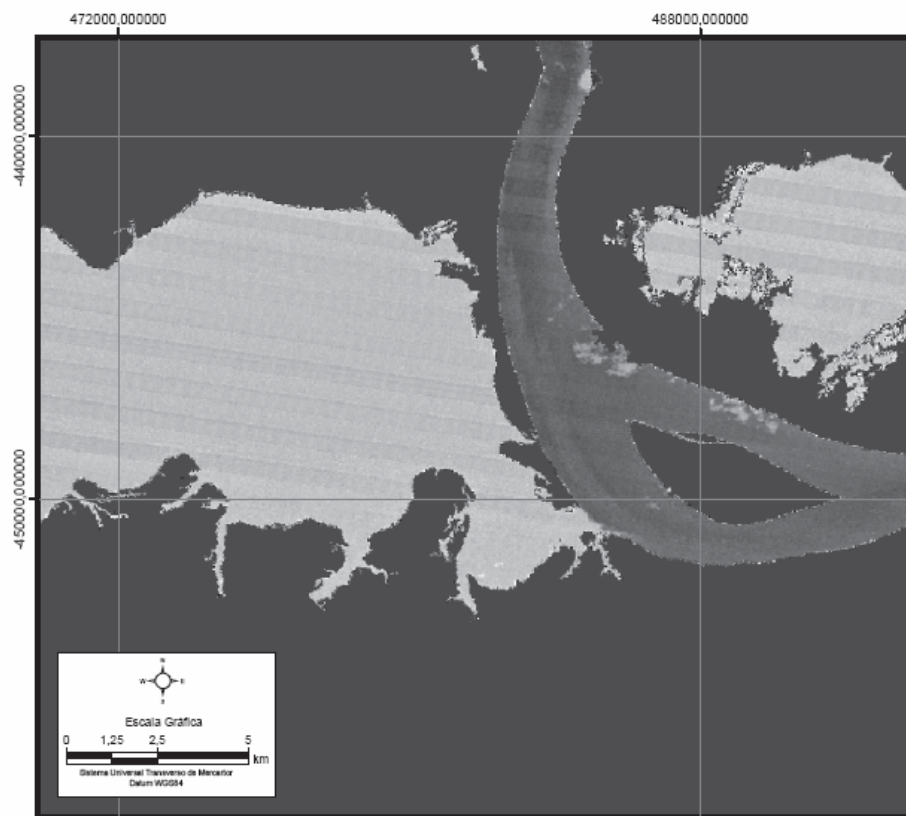 472000,000000 488000,000000
440000,000000
450000,000000
N
W E
Escala Gráfica
0 1,25 2,5 5
km
Sistema Universal Transverso de Mercartor
Datum WGS84